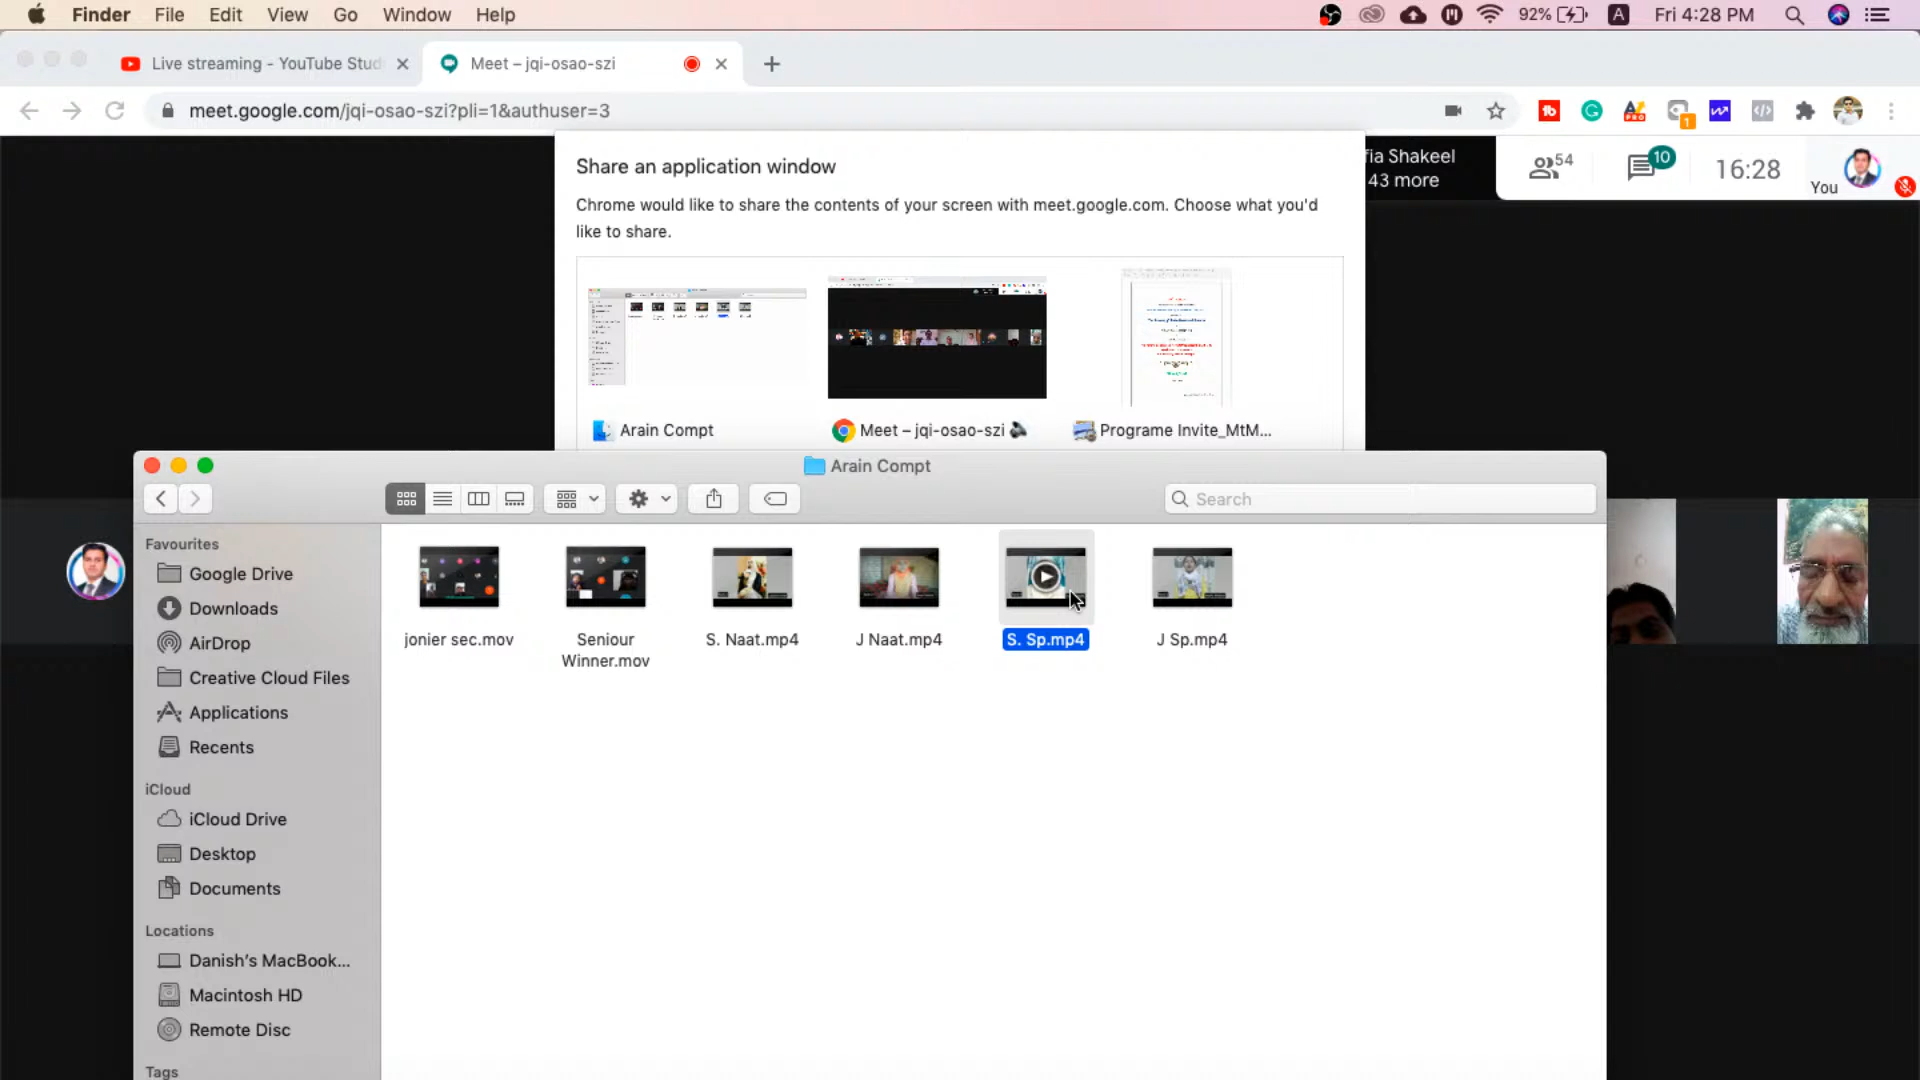 Finder File Edit View Go Window Help
92%
A
Fri 4:28 PM
Live streaming - YouTube Stud
Meet – jqi-osao-szi
meet.google.com/jqi-osao-szi?pli=1&authuser=3
1
Share an application window
Chrome would like to share the contents of your screen with meet.google.com. Choose what you'd
like to share.
fia Shakeel
43 more
54
10
16:28
You
Arain Compt
Meet – jqi-osao-szi
Programe Invite_MtM...
Arain Compt
Search
Favourites
Google Drive
Downloads
AirDrop
Creative Cloud Files
Applications
Recents
iCloud
iCloud Drive
Desktop
Documents
Locations
Danish's MacBook...
Macintosh HD
Remote Disc
Tags
jonier sec.mov
Seniour
Winner.mov
S. Naat.mp4
J Naat.mp4
S. Sp.mp4
J Sp.mp4